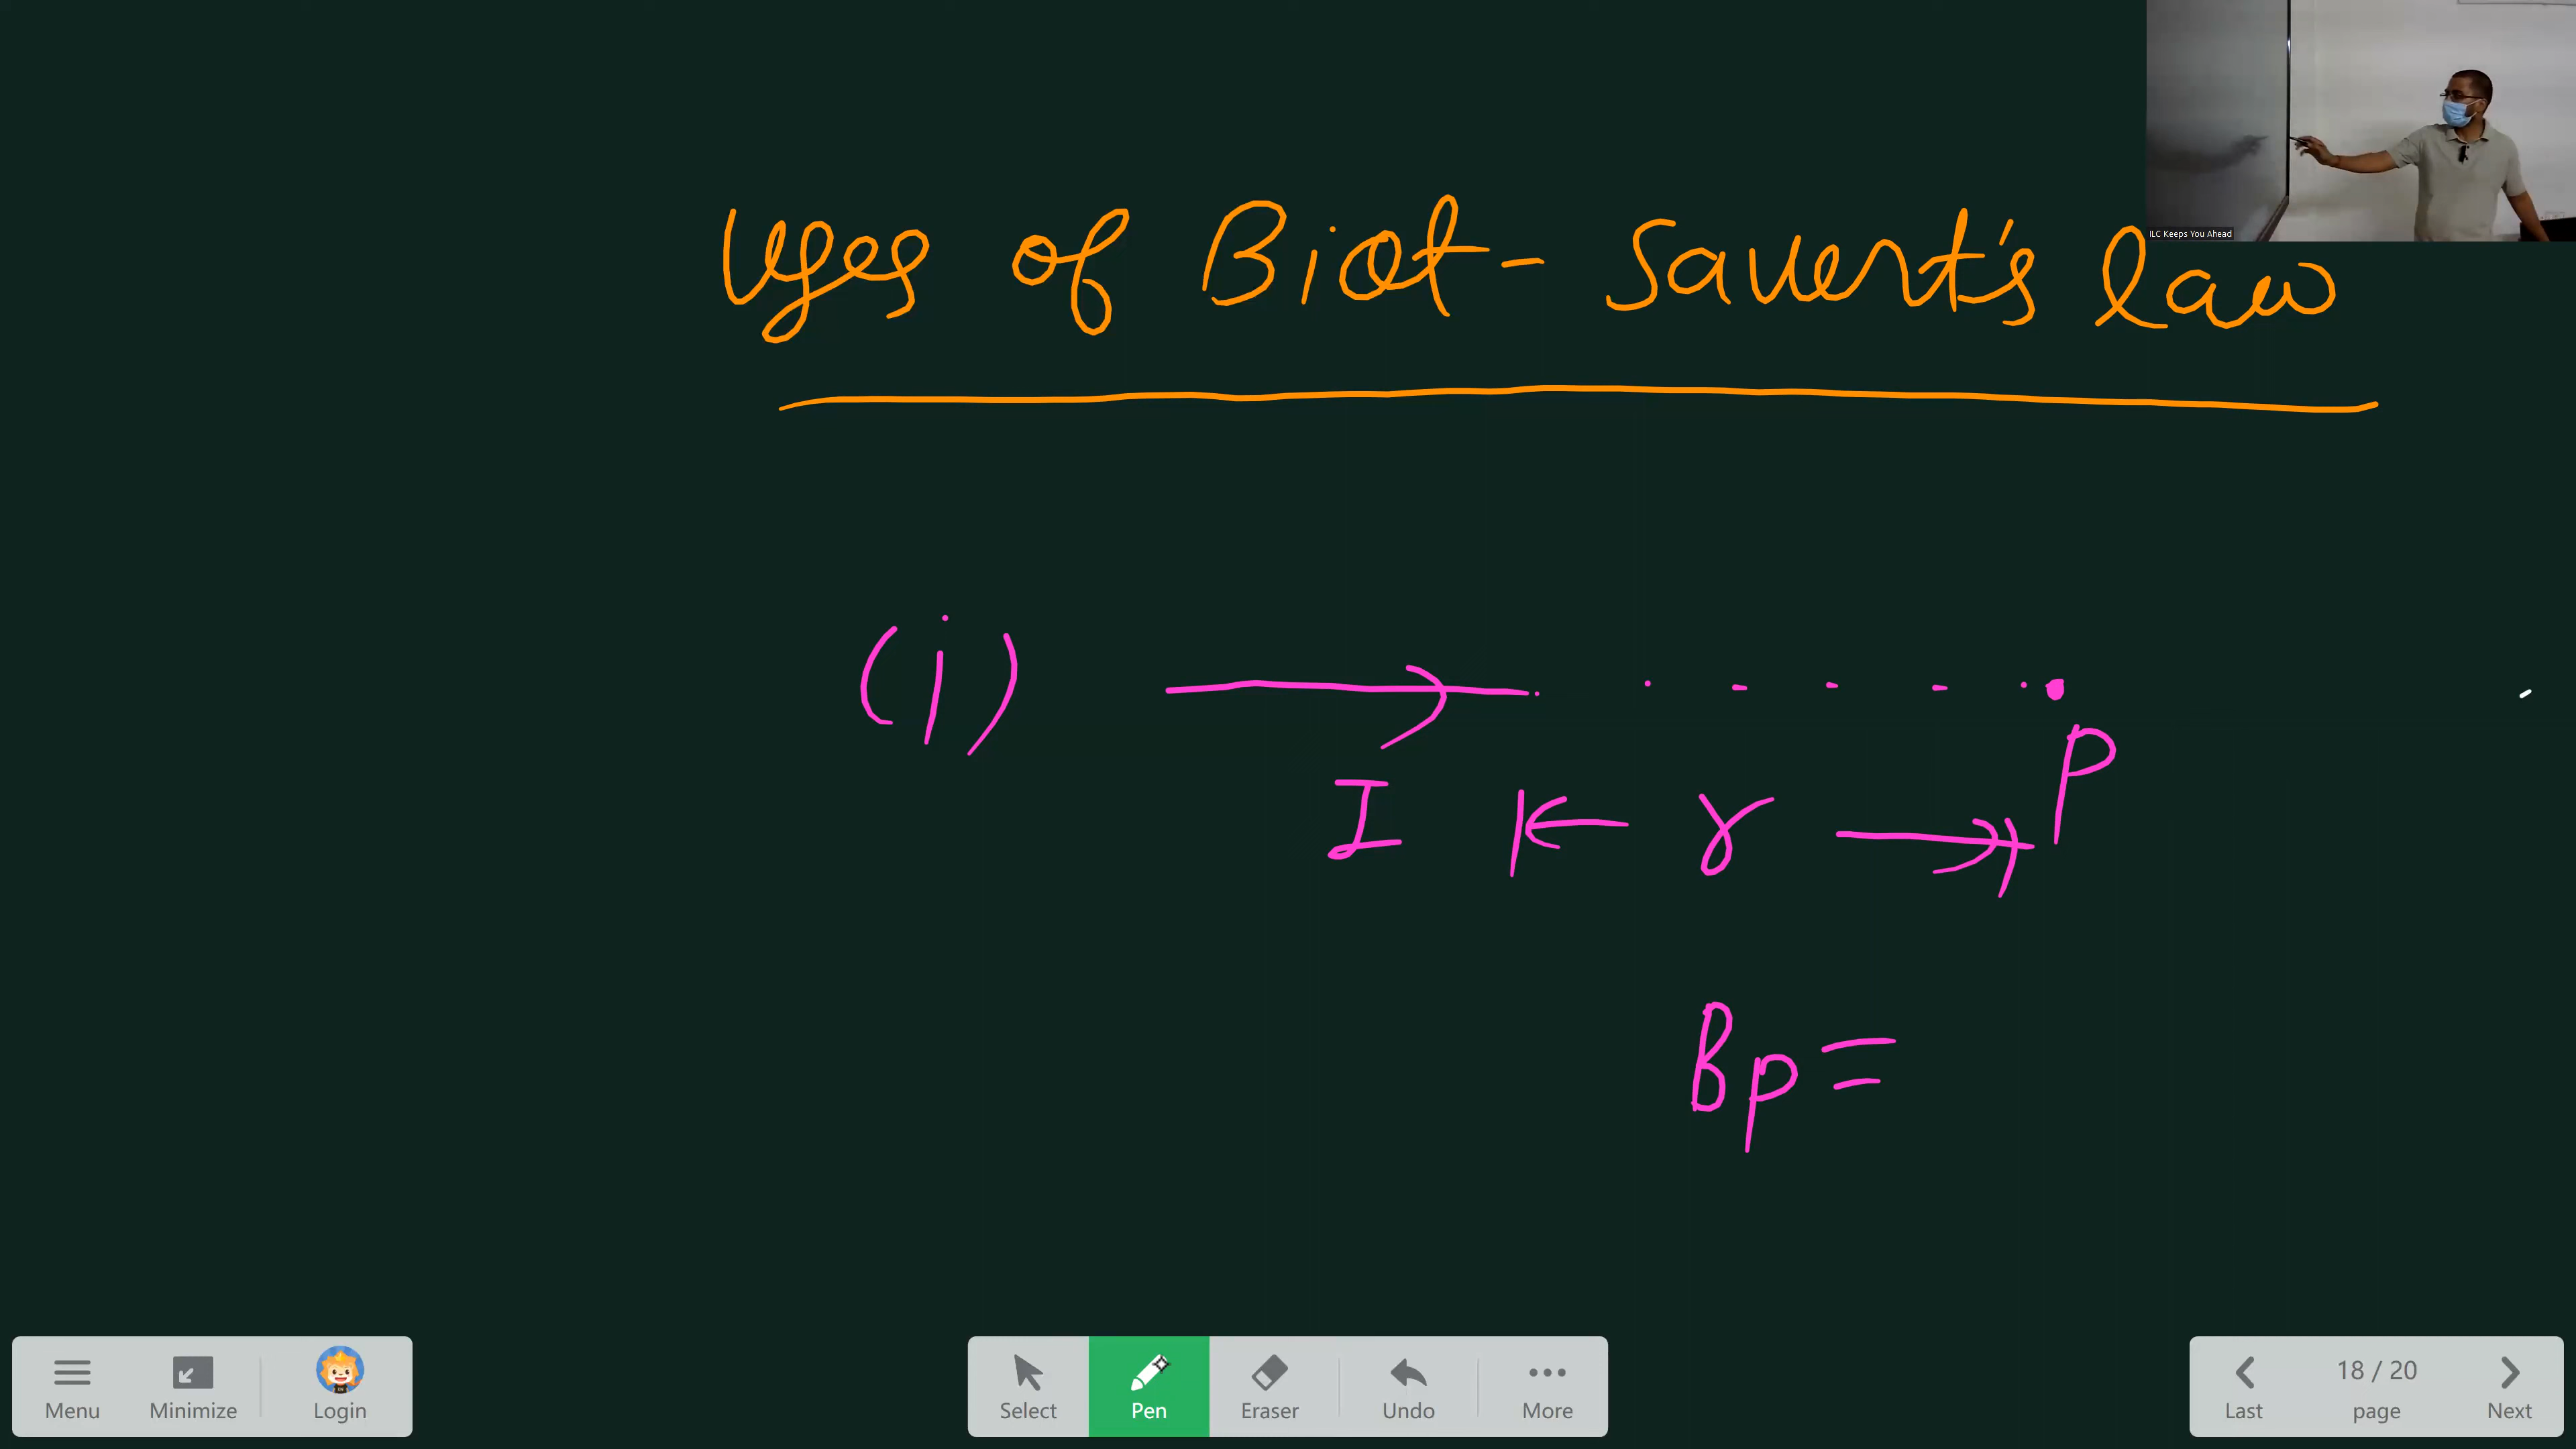 ILC Keeps You Ahead
Uses of Biot - Savert's law
(i)
P
I
r
Bp =
Menu
Minimize
Login
Select
Pen
Eraser
Undo
More
Last
18 / 20
page
Next